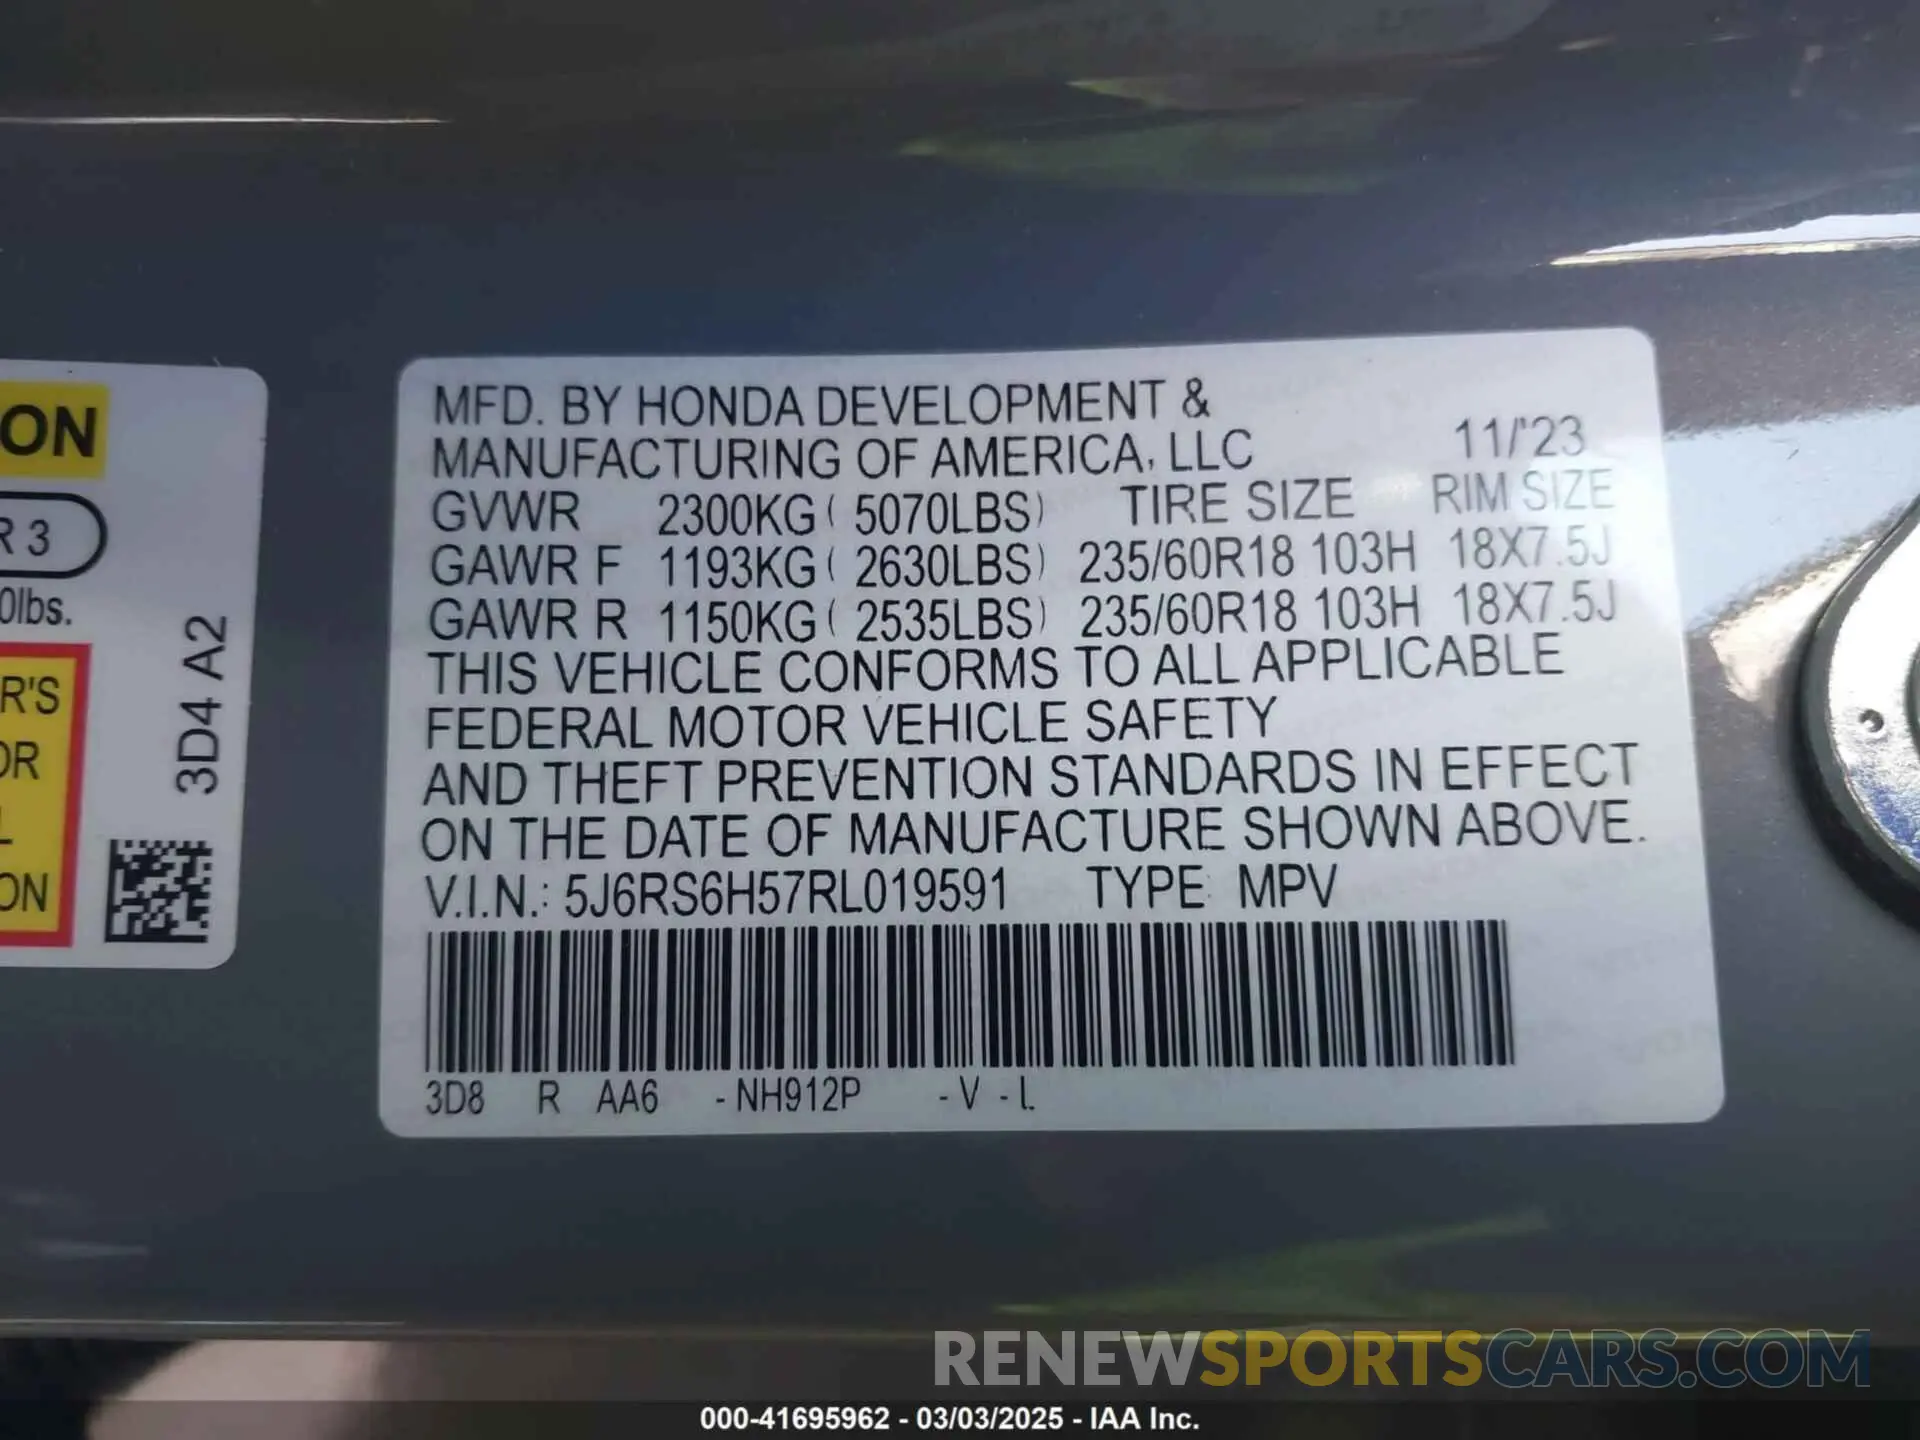 ON
R 3
0lbs.
R'S
OR
L
ON
3D4 A2
MFD. BY HONDA DEVELOPMENT &
MANUFACTURING OF AMERICA, LLC 11/'23
GVWR 2300KG ( 5070LBS) TIRE SIZE RIM SIZE
GAWR F 1193KG ( 2630LBS) 235/60R18 103H 18X7.5J
GAWR R 1150KG ( 2535LBS) 235/60R18 103H 18X7.5J
THIS VEHICLE CONFORMS TO ALL APPLICABLE
FEDERAL MOTOR VEHICLE SAFETY
AND THEFT PREVENTION STANDARDS IN EFFECT
ON THE DATE OF MANUFACTURE SHOWN ABOVE.
V.I.N.: 5J6RS6H57RL019591 TYPE MPV
3D8 R AA6 -NH912P -V -
RENEWSPORTSCARS.COM
000-41695962 - 03/03/2025 - IAA Inc.